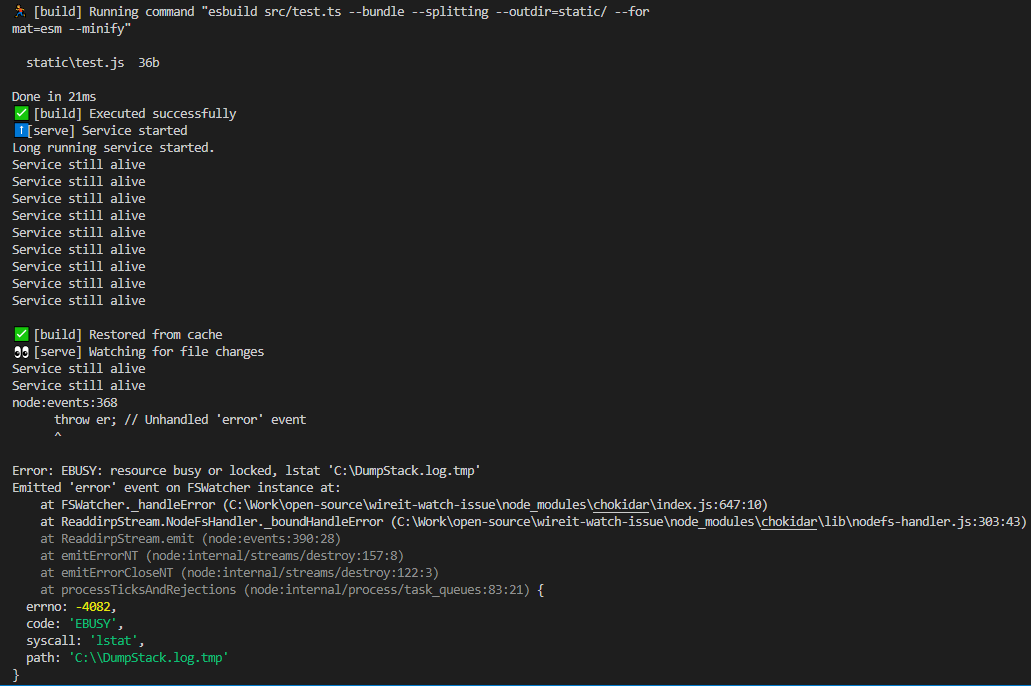 🏃 [build] Running command "esbuild src/test.ts --bundle --splitting --outdir=static/ --for
mat=esm --minify"
static\test.js  36b
Done in 21ms
✅ [build] Executed successfully
⬆️ [serve] Service started
Long running service started.
Service still alive
Service still alive
Service still alive
Service still alive
Service still alive
Service still alive
Service still alive
Service still alive
Service still alive
✅ [build] Restored from cache
👀 [serve] Watching for file changes
Service still alive
Service still alive
node:events:368
      throw er; // Unhandled 'error' event
      ^
Error: EBUSY: resource busy or locked, lstat 'C:\DumpStack.log.tmp'
Emitted 'error' event on FSWatcher instance at:
    at FSWatcher._handleError (C:\Work\open-source\wireit-watch-issue\node_modules\chokidar\index.js:647:10)
    at ReaddirpStream.NodeFsHandler._boundHandleError (C:\Work\open-source\wireit-watch-issue\node_modules\chokidar\lib\nodefs-handler.js:303:43)
    at ReaddirpStream.emit (node:events:390:28)
    at emitErrorNT (node:internal/streams/destroy:157:8)
    at emitErrorCloseNT (node:internal/streams/destroy:122:3)
    at processTicksAndRejections (node:internal/process/task_queues:83:21) {
  errno: -4082,
  code: 'EBUSY',
  syscall: 'lstat',
  path: 'C:\\DumpStack.log.tmp'
}